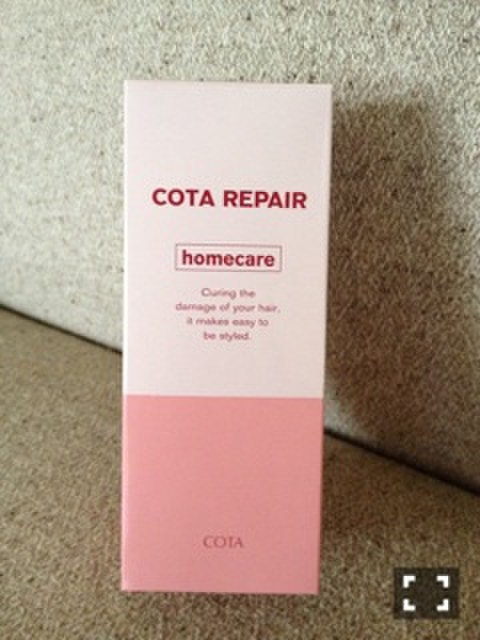 COTA REPAIR
homecare
Curing the
damage of your hair.
it makes easy to
be styled.
COTA